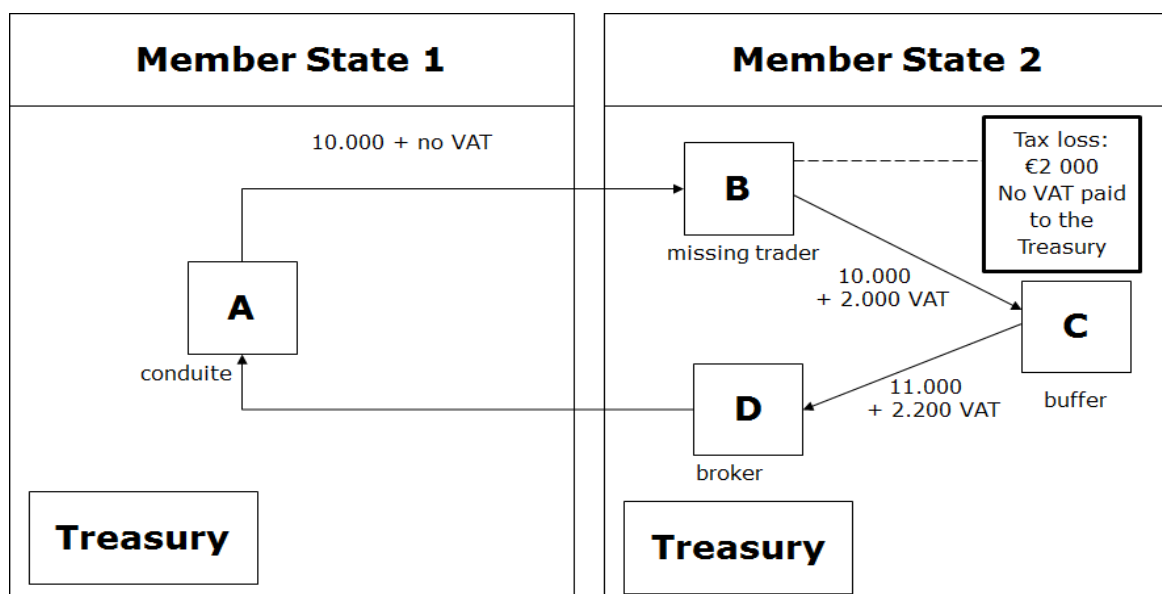 Member State 1
Member State 2
10.000 + no VAT
Tax loss:
€2 000
No VAT paid
to the
Treasury
B
missing trader
10.000
+ 2.000 VAT
A
conduite
C
buffer
11.000
+ 2.200 VAT
D
broker
Treasury
Treasury